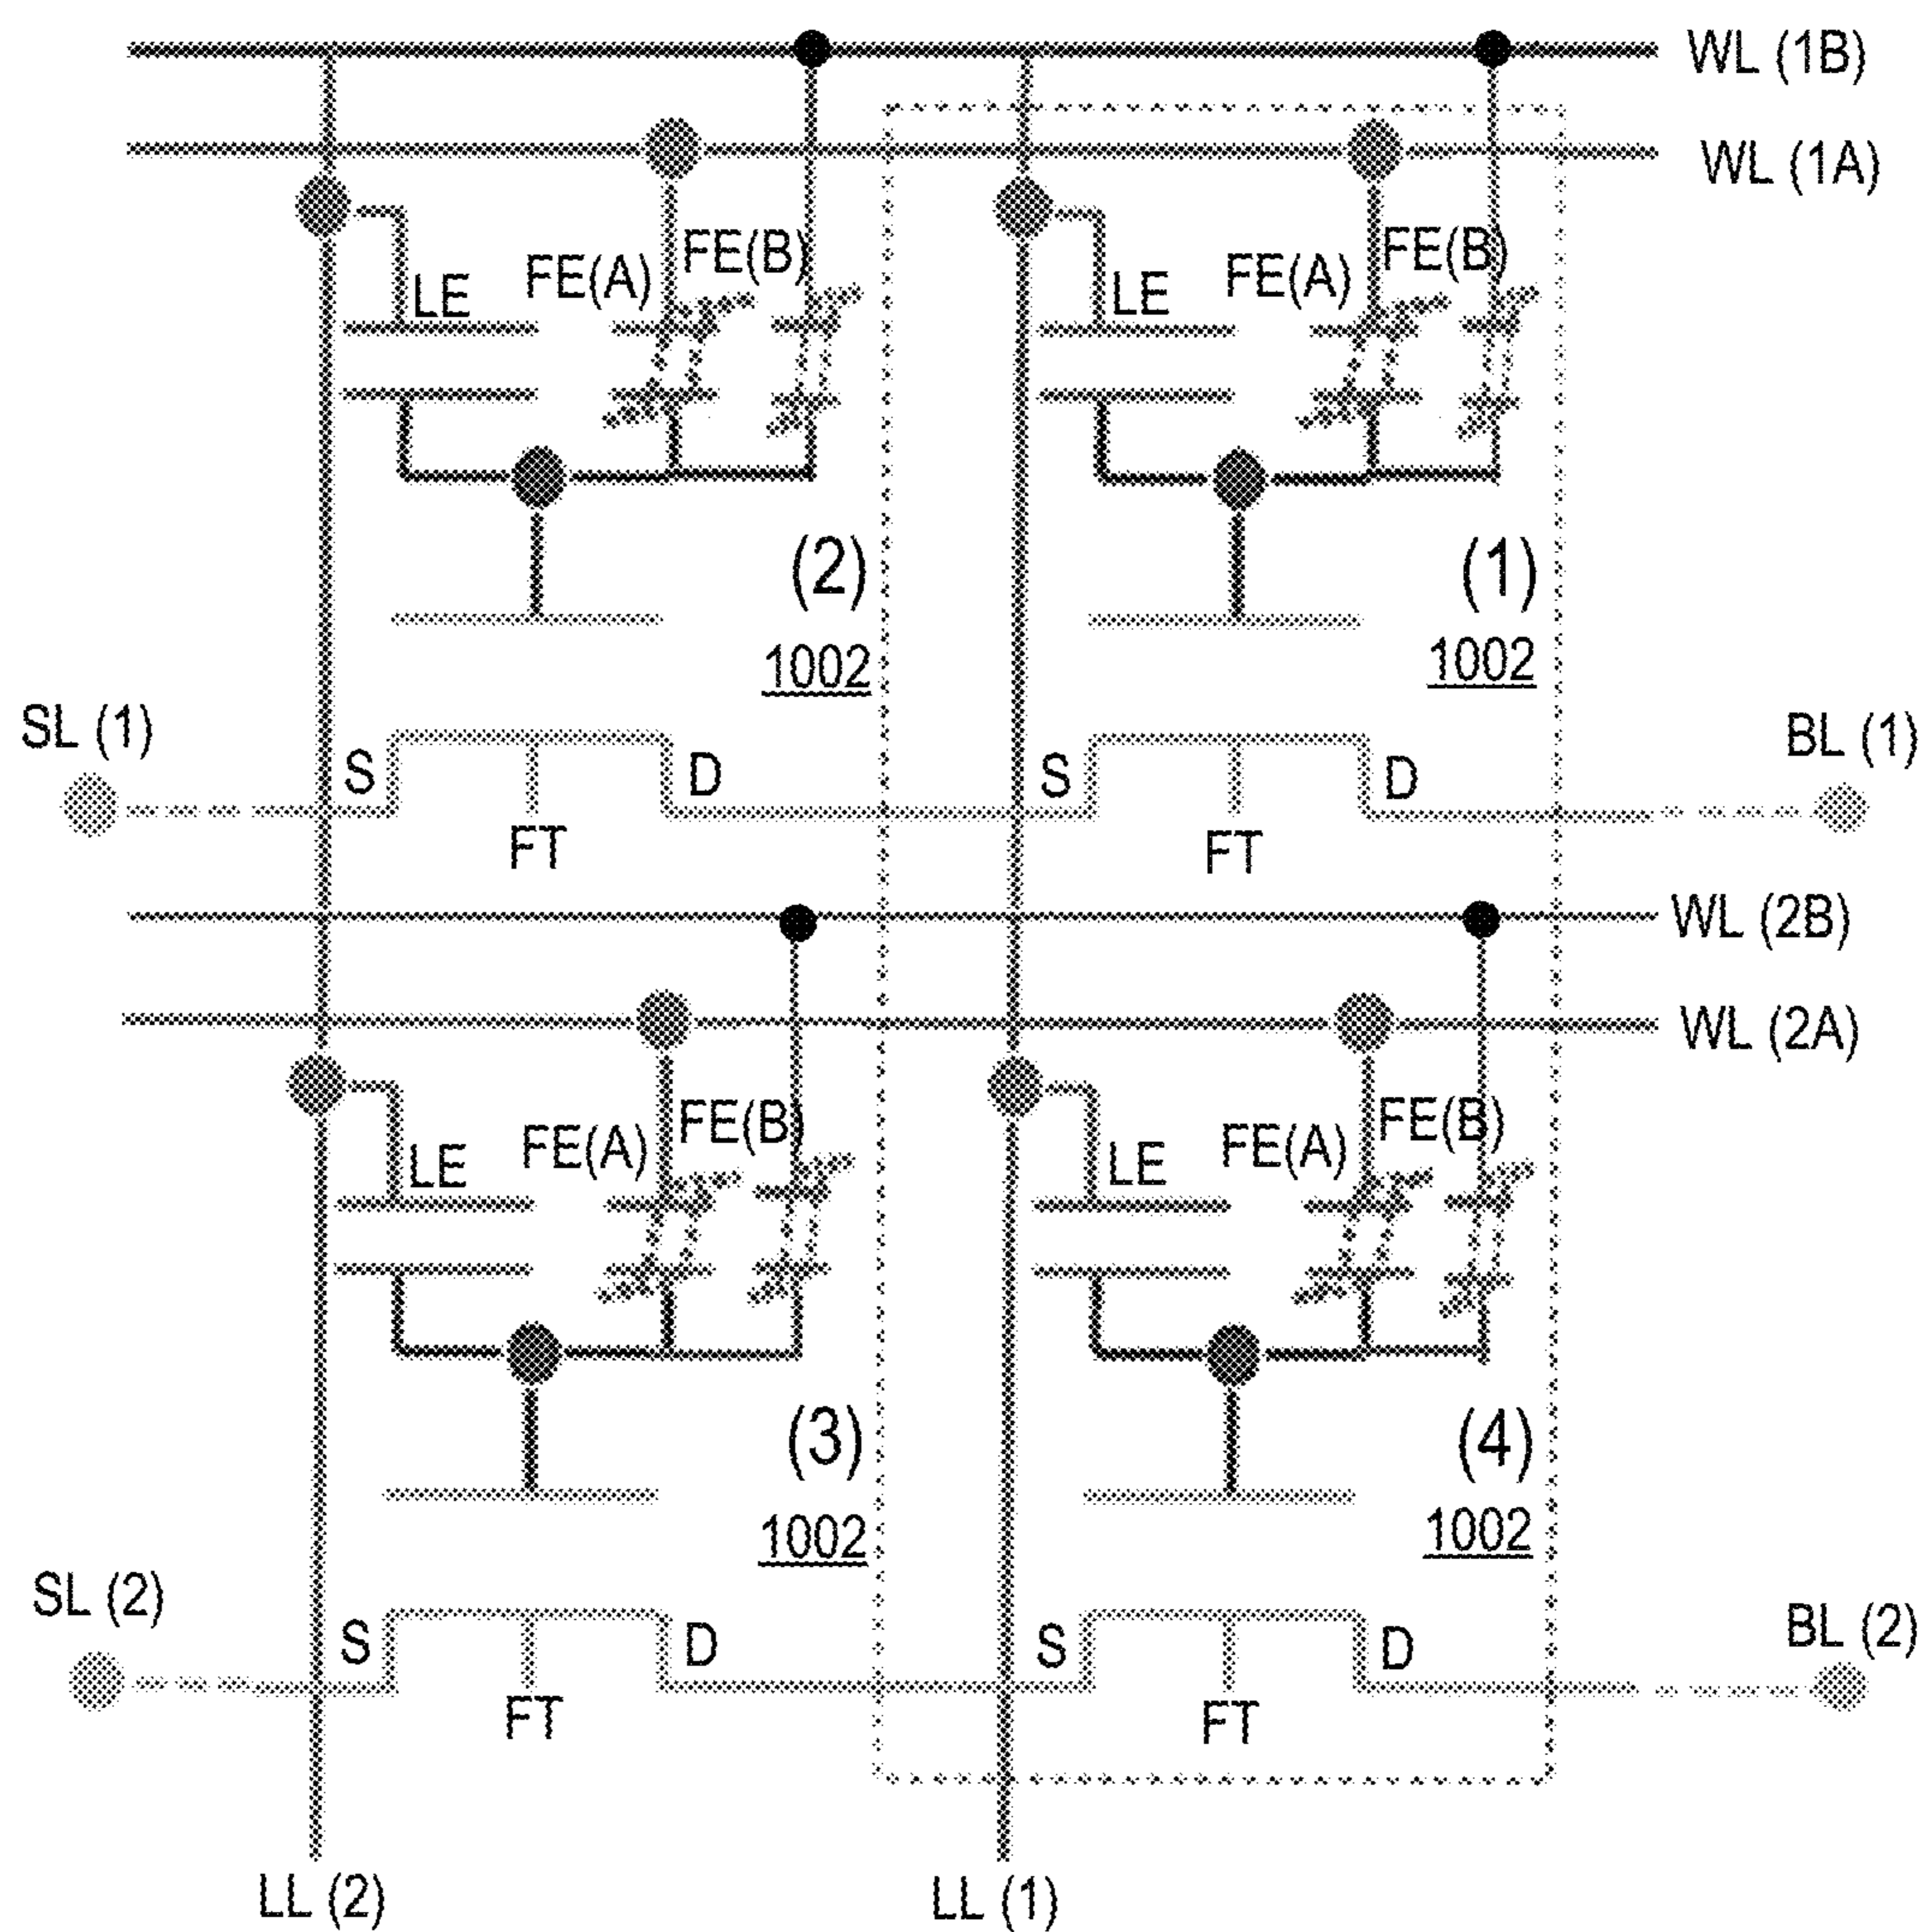 WL (1B)
WL (1A)
FE(B) FE(B)
FE(A) FE(A)
LE LE
(2) (1)
1002 1002
SL (1) BL (1)
S D S D
FT FT
WL (2B)
WL (2A)
FE(B) FE(B)
FE(A) FE(A)
LE LE
(3) (4)
1002 1002
SL (2) BL (2)
S D S D
FT FT
LL (2) LL (1)